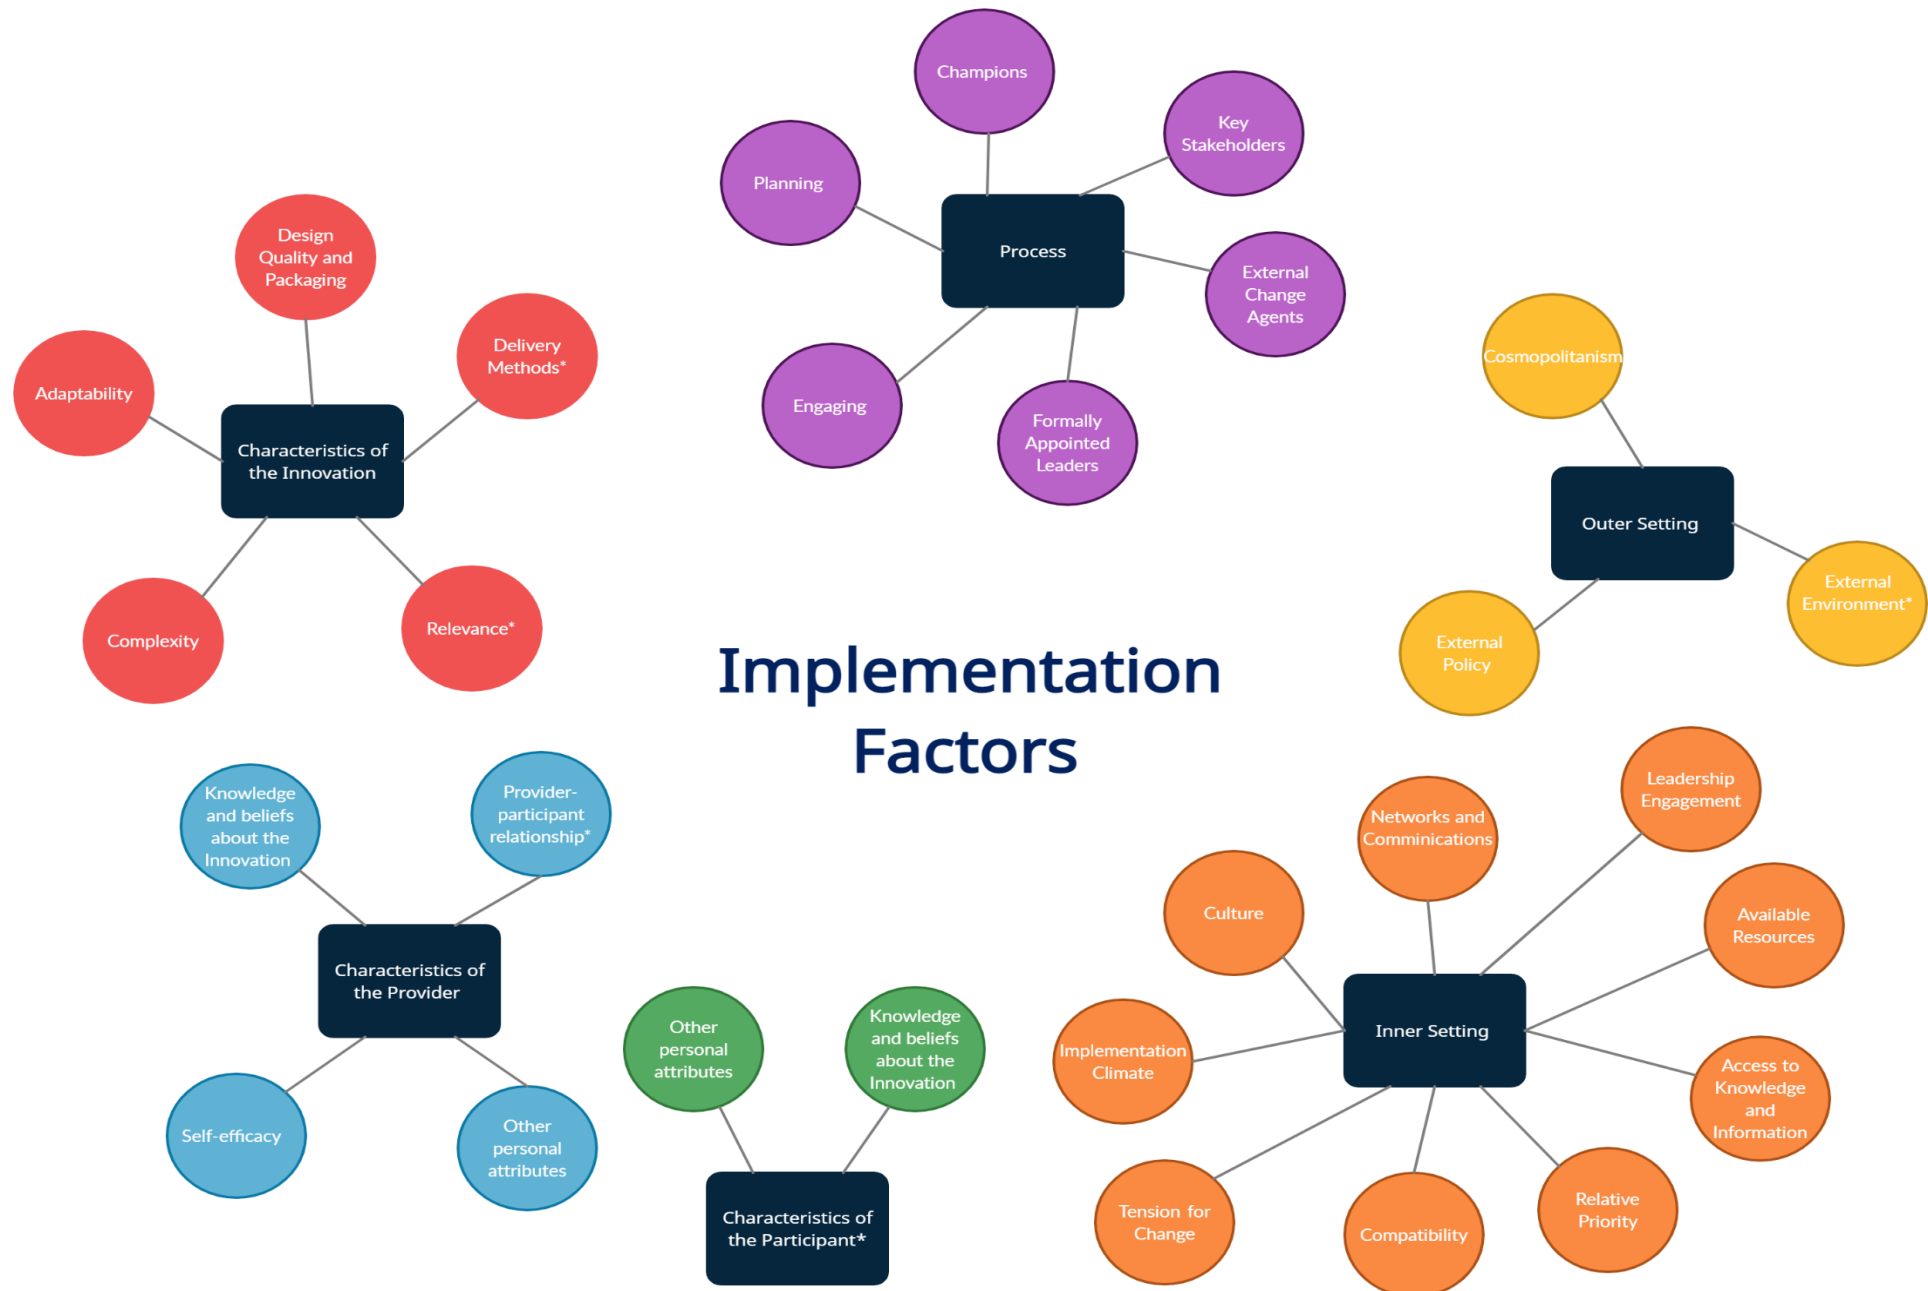 Champions
Key
Stakeholders
Planning
Process
External
Change
Agents
Engaging
Formally
Appointed
Leaders
Design
Quality and
Packaging
Delivery
Methods*
Adaptability
Characteristics of
the Innovation
Complexity
Relevance*
Cosmopolitanism
Outer Setting
External
Environment*
External
Policy
Implementation
Factors
Knowledge
and beliefs
about the
Innovation
Provider-
participant
relationship*
Characteristics of
the Provider
Self-efficacy
Other
personal
attributes
Other
personal
attributes
Knowledge
and beliefs
about the
Innovation
Characteristics of
the Participant*
Leadership
Engagement
Networks and
Comminications
Culture
Available
Resources
Inner Setting
Implementation
Climate
Access to
Knowledge
and
Information
Tension for
Change
Compatibility
Relative
Priority